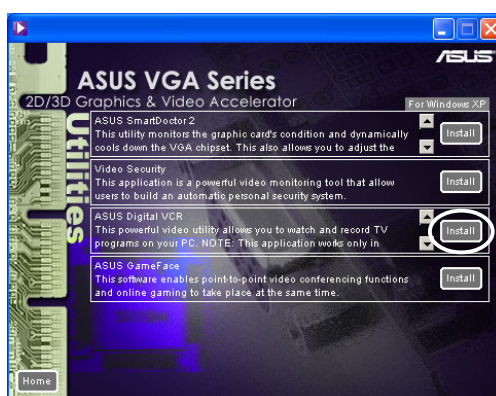 ASUS
ASUS VGA Series
2D/3D Graphics & Video Accelerator
For Windows XP
Utilities
ASUS SmartDoctor 2
This utility monitors the graphic card's condition and dynamically
cools down the VGA chipset. This also allows you to adjust the
Install
Video Security
This application is a powerful video monitoring tool that allow
users to build an automatic personal security system.
Install
ASUS Digital VCR
This powerful video utility allows you to watch and record TV
programs on your PC. NOTE: This application works only in
Install
ASUS GameFace
This software enables point-to-point video conferencing functions
and online gaming to take place at the same time.
Install
Home